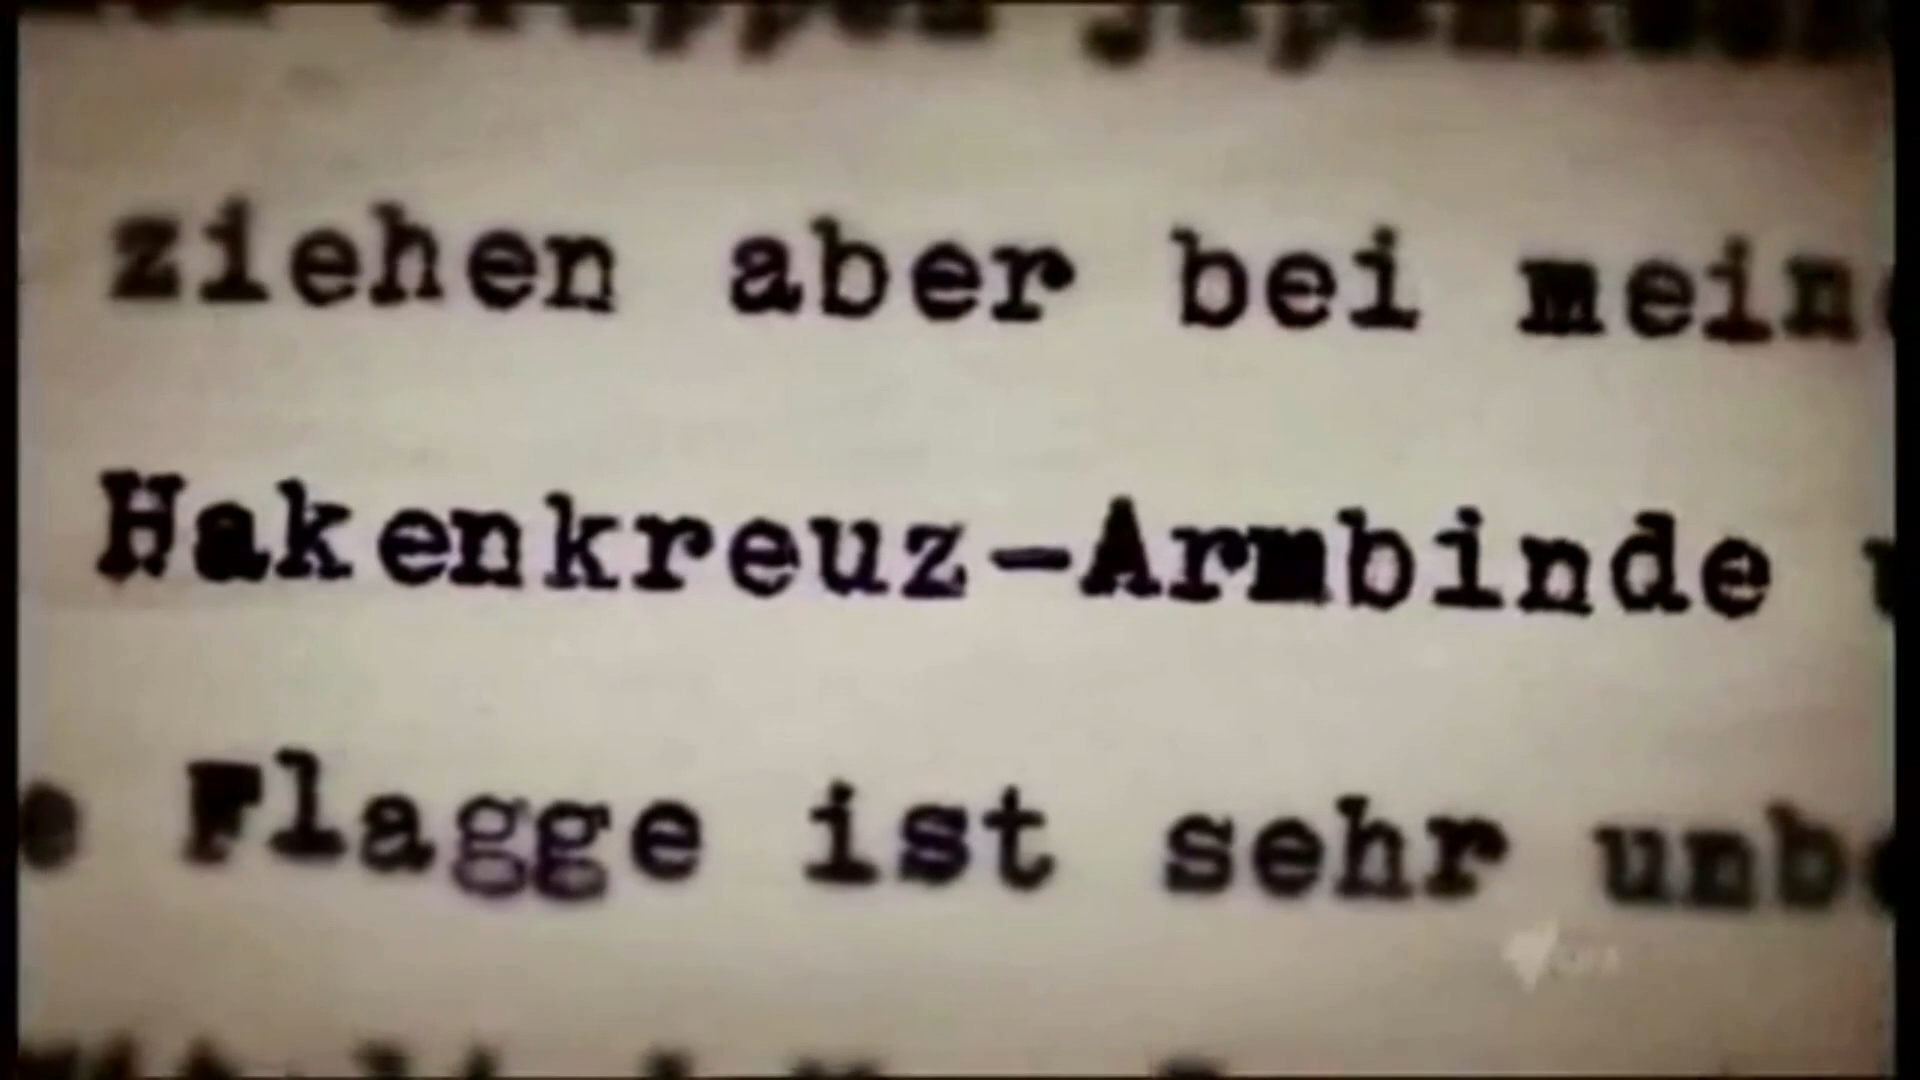 ziehen aber bei mein
Hakenkreuz-Armbinde
e Flagge ist sehr unb